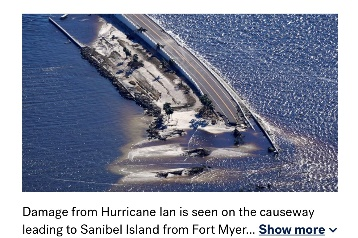 Damage from Hurricane Ian is seen on the causeway
leading to Sanibel Island from Fort Myer... Show more